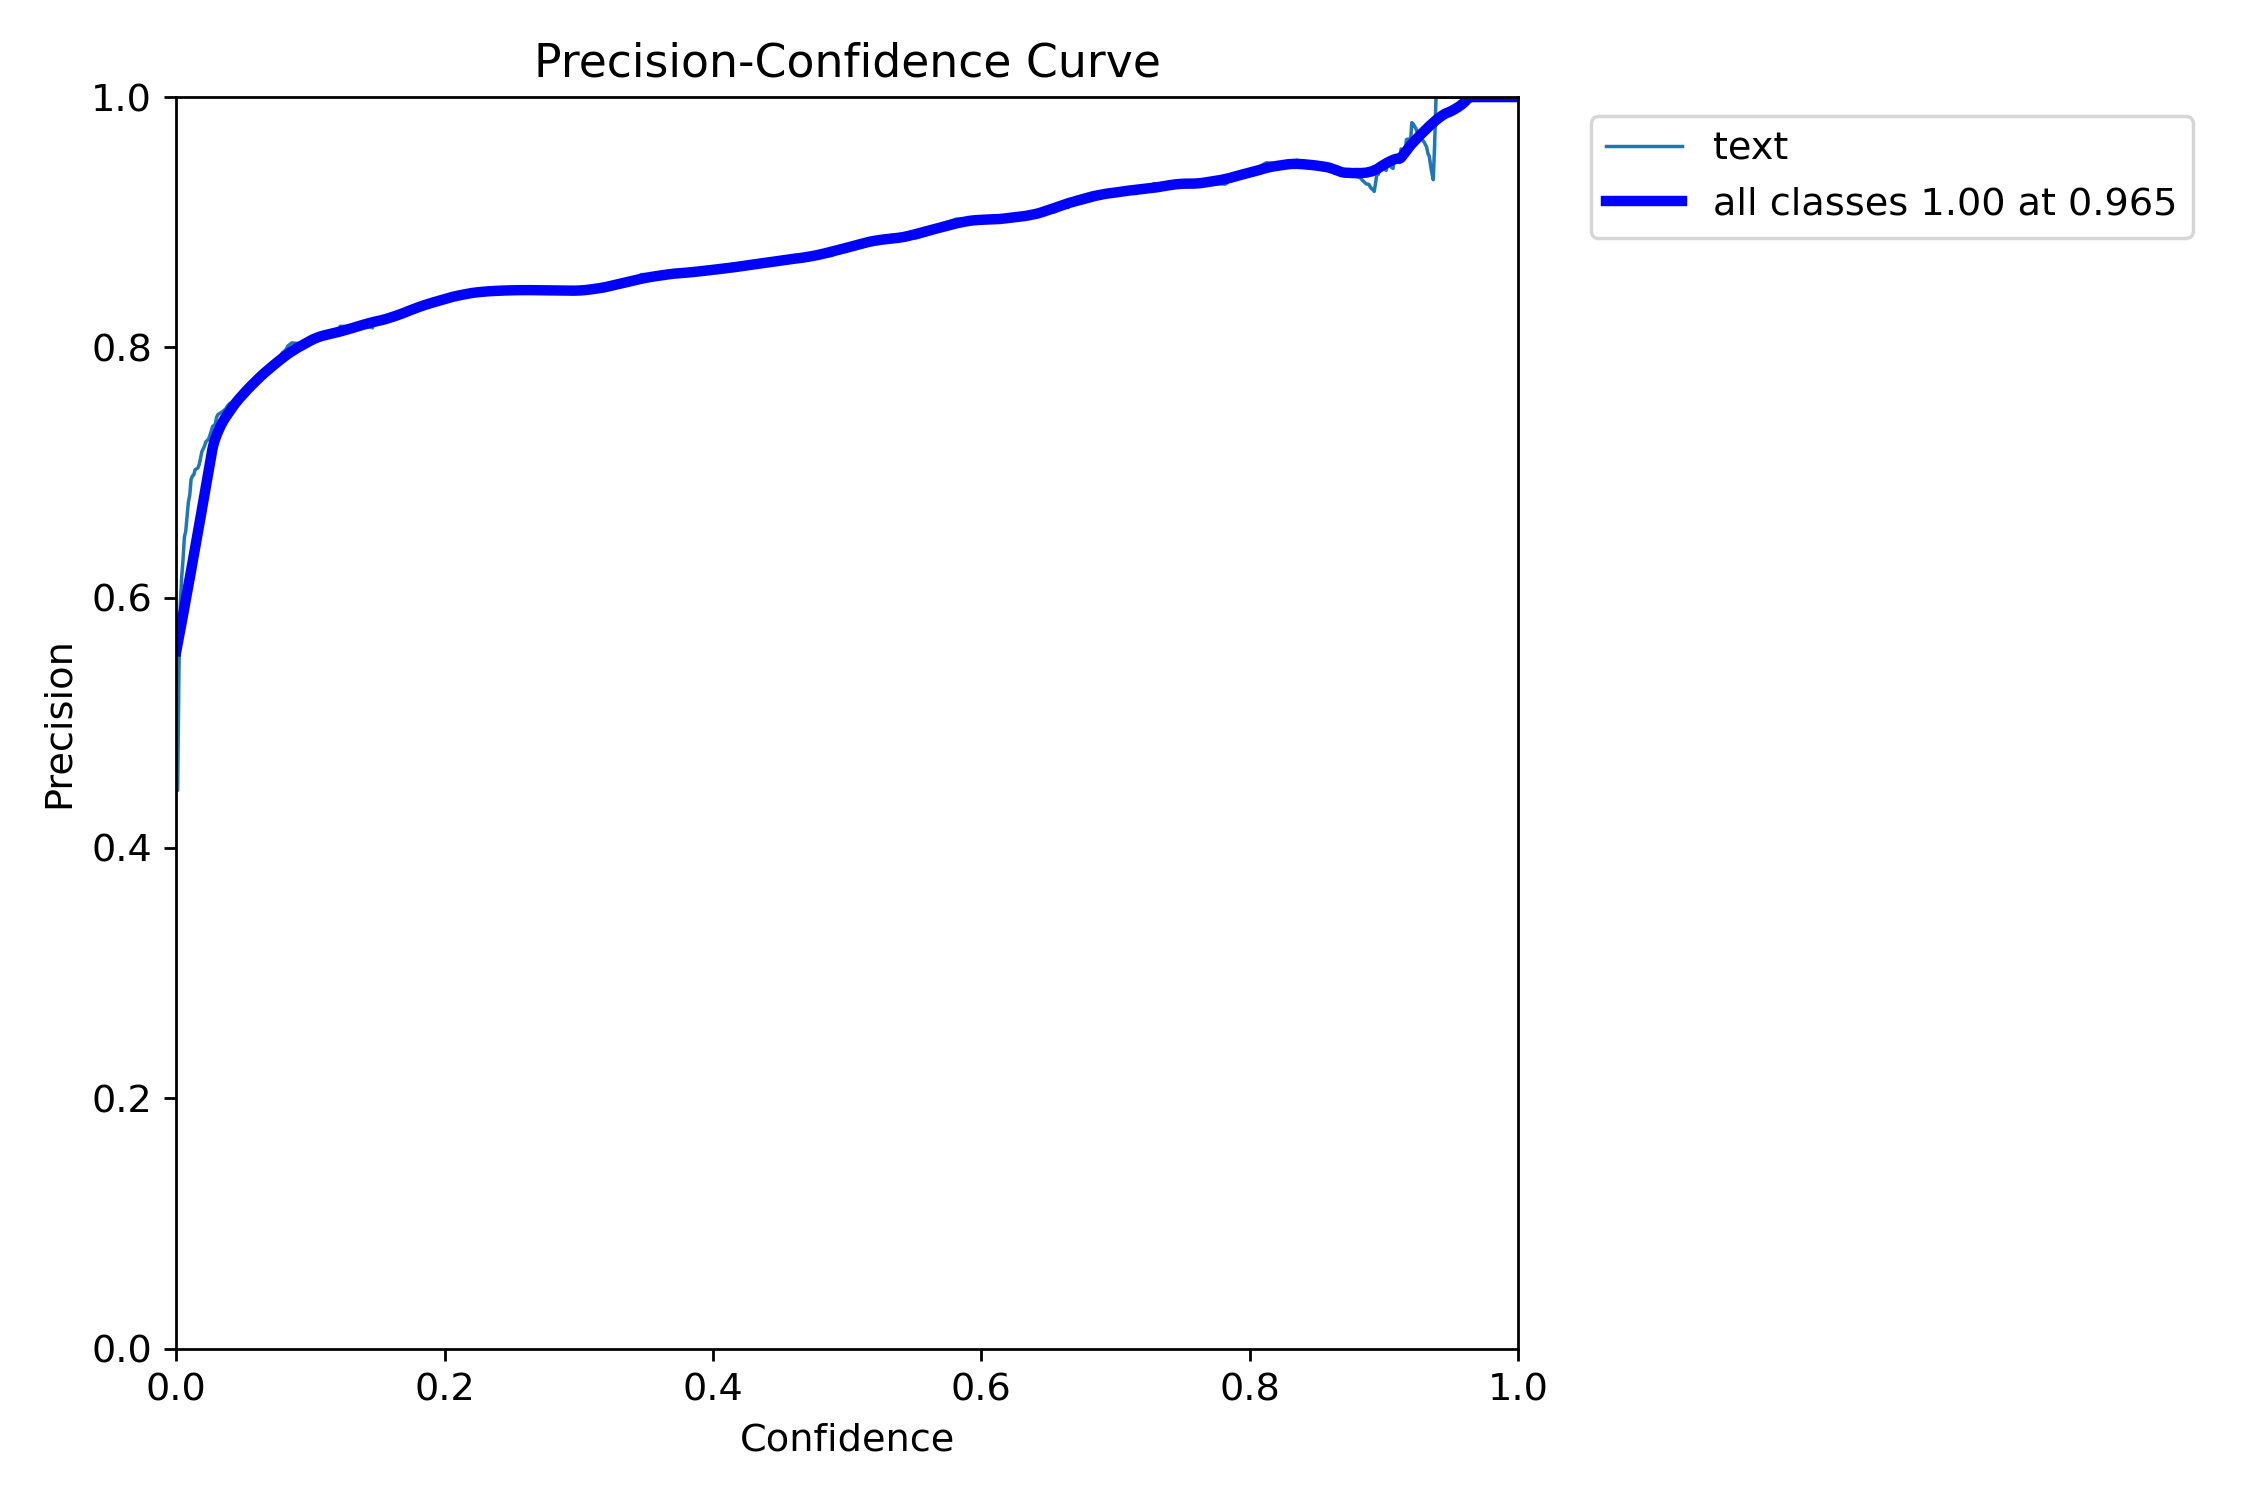 Precision-Confidence Curve
text
all classes 1.00 at 0.965
1.0
0.8
0.6
0.4
0.2
0.0
Precision
0.0 0.2 0.4 0.6 0.8 1.0
Confidence